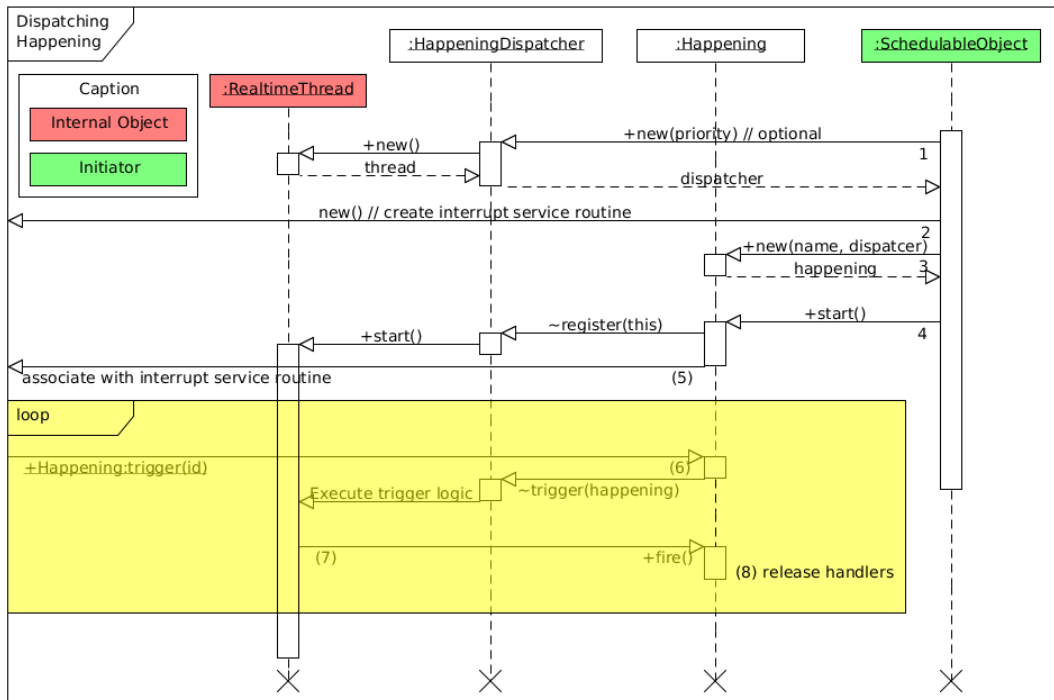 Dispatching
Happening
:HappeningDispatcher
:Happening
:SchedulableObject
Caption
:RealtimeThread
Internal Object
Initiator
+new(priority) // optional
1
+new()
thread
dispatcher
new() // create interrupt service routine
2
+new(name, dispatcer)
3
happening
+start()
4
~register(this)
+start()
associate with interrupt service routine
(5)
loop
+Happening:trigger(id)
(6)
~trigger(happening)
Execute trigger logic
(7)
+fire()
(8) release handlers